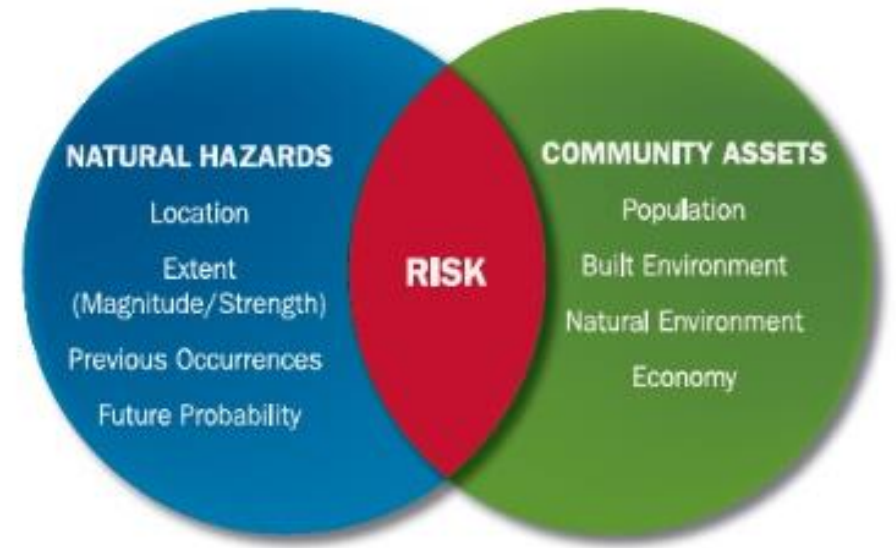 NATURAL HAZARDS
Location
Extent
(Magnitude/Strength)
Previous Occurrences
Future Probability
RISK
COMMUNITY ASSETS
Population
Built Environment
Natural Environment
Economy